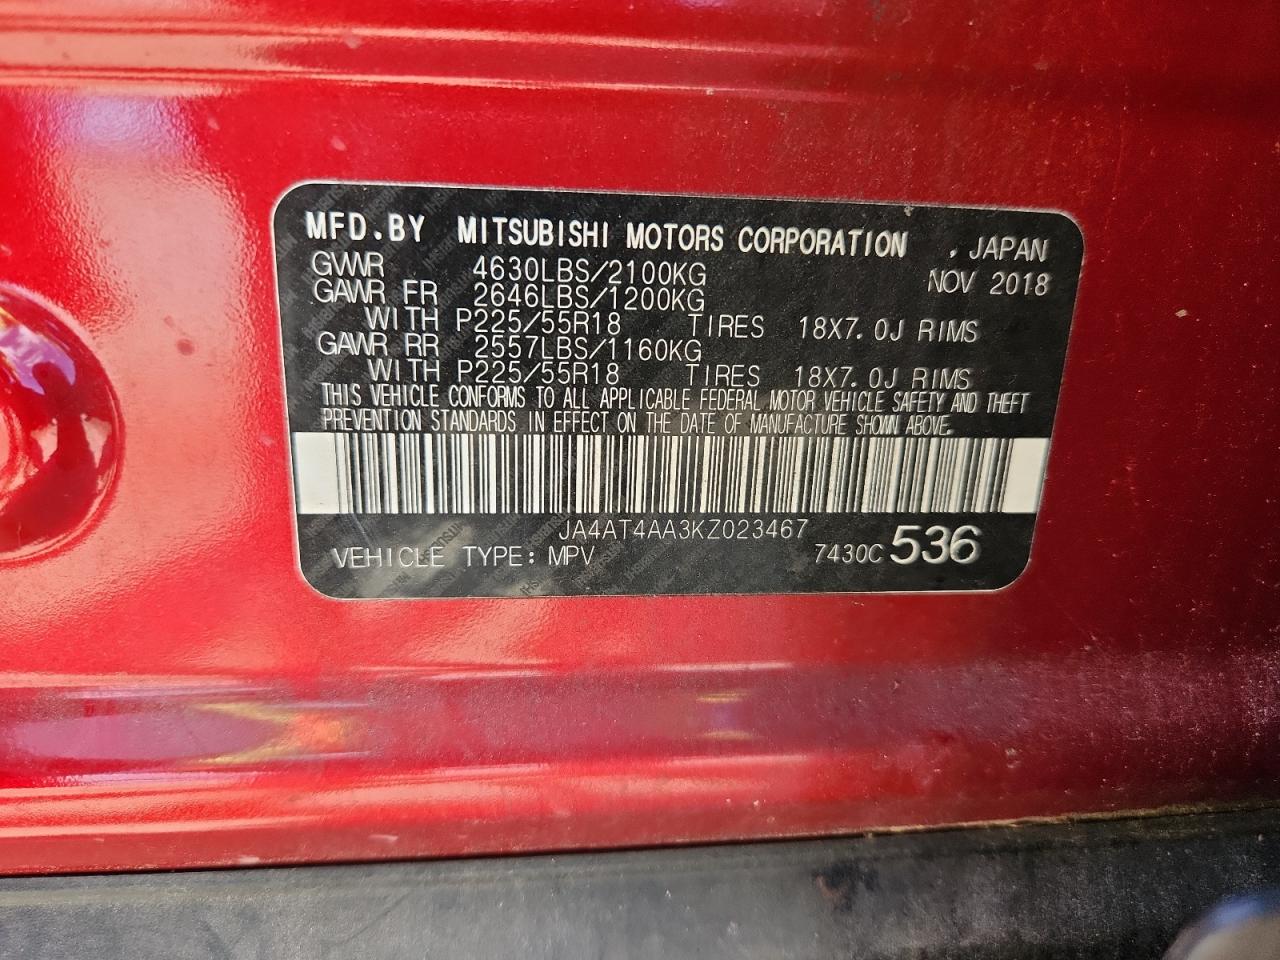 MFD.BY MITSUBISHI MOTORS CORPORATION , JAPAN
GVWR 4630LBS/2100KG NOV 2018
GAWR FR 2646LBS/1200KG
WITH P225/55R18 TIRES 18X7.0J RIMS
GAWR RR 2557LBS/1160KG
WITH P225/55R18 TIRES 18X7.0J RIMS
THIS VEHICLE CONFORMS TO ALL APPLICABLE FEDERAL MOTOR VEHICLE SAFETY AND THEFT
PREVENTION STANDARDS IN EFFECT ON THE DATE OF MANUFACTURE SHOWN ABOVE.
JA4AT4AA3KZ023467
VEHICLE TYPE: MPV 7430C 536